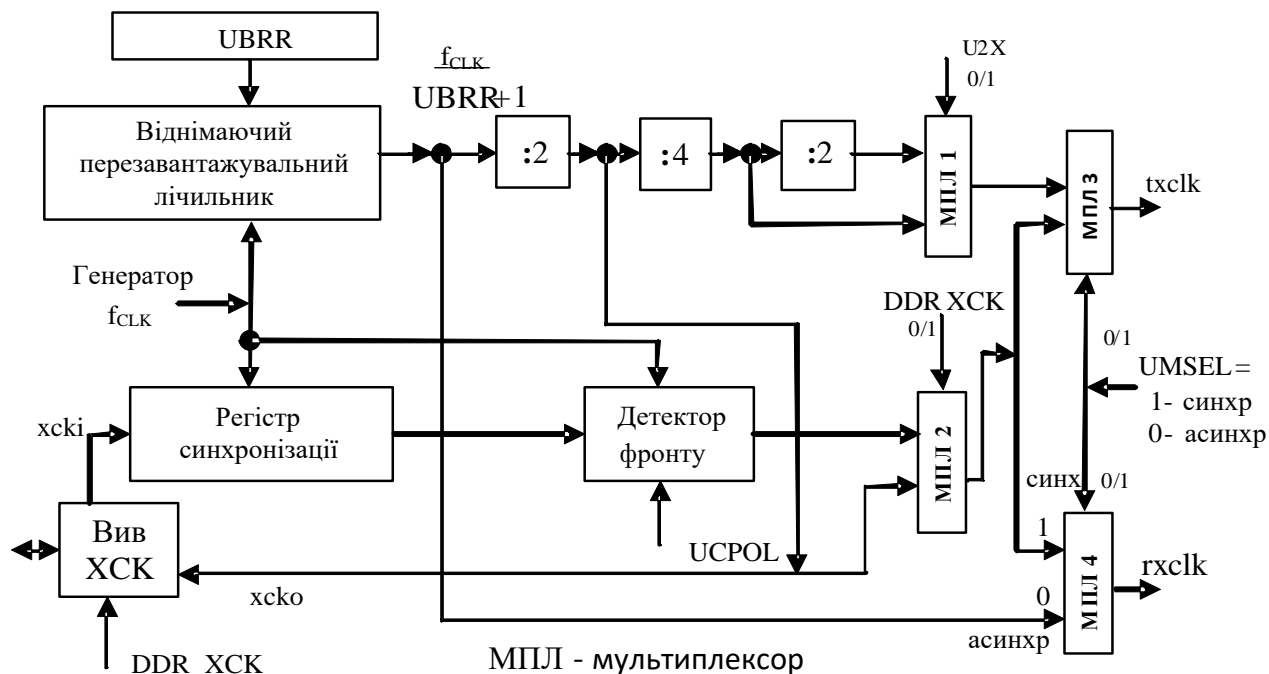 UBRR
f_CLK
UBRR+1
U2X
0/1
Віднімаючий
перезавантажувальний
лічильник
:2
:4
:2
МПЛ 1
МПЛ 3
txclk
Генератор
f_CLK
DDR XCK
0/1
0/1
UMSEL =
1- синхр
0- асинхр
xcki
Регістр
синхронізації
Детектор
фронту
МПЛ 2
синх
0/1
Вив
XCK
UCPOL
1
МПЛ 4
rxclk
xcko
0
асинхр
DDR_XCK
МПЛ - мультиплексор